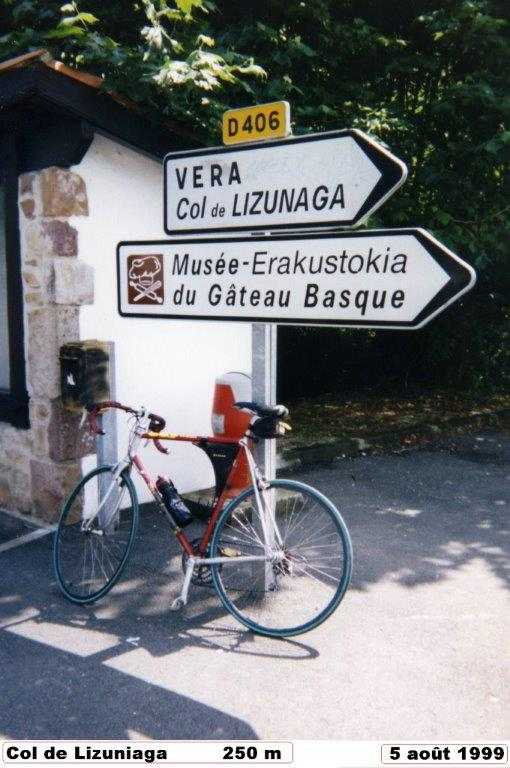 D406
VERA
Col de LIZUNAGA
Musée-Erakustokia
du Gâteau Basque
Col de Lizuniaga 250 m 5 août 1999